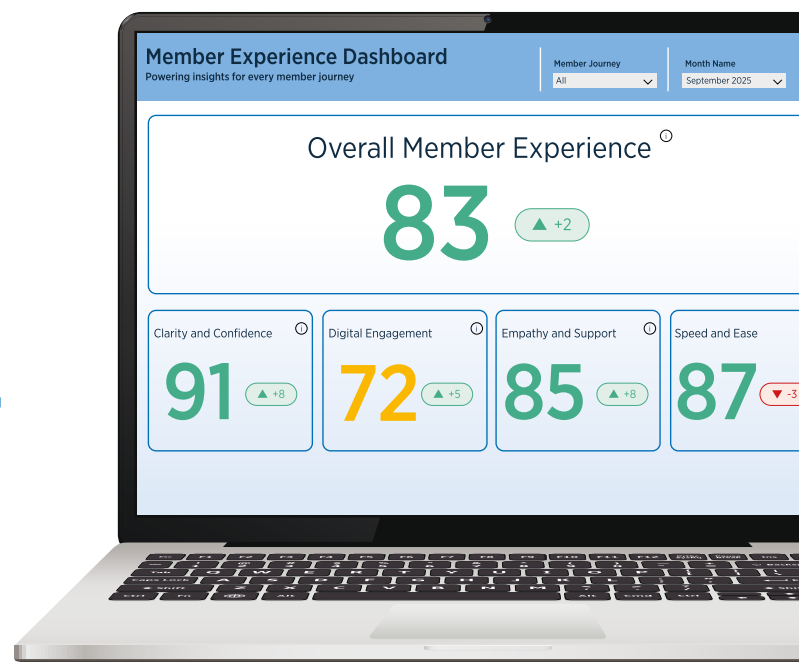 Member Experience Dashboard
Powering insights for every member journey
Member Journey
All
Month Name
September 2025
Overall Member Experience
83
▲ +2
Clarity and Confidence
91
▲ +8
Digital Engagement
72
▲ +5
Empathy and Support
85
▲ +8
Speed and Ease
87
▼ -3